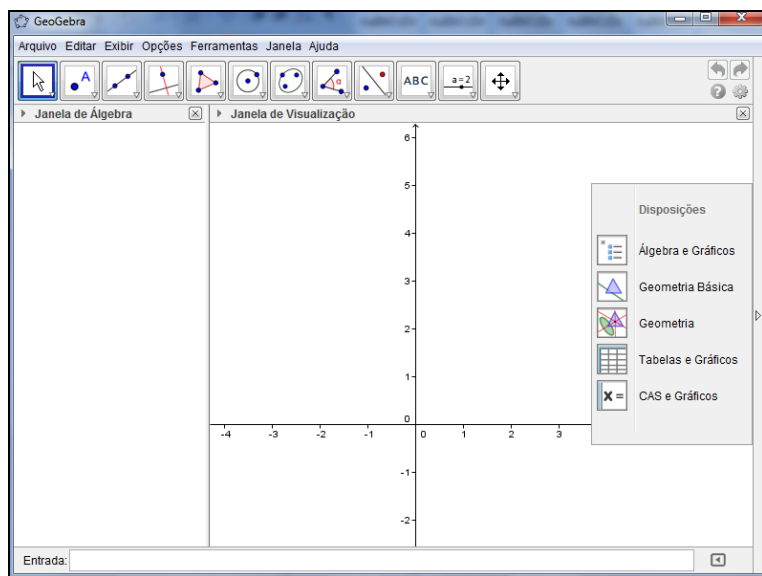 GeoGebra
Arquivo Editar Exibir Opções Ferramentas Janela Ajuda
A α ABC a=2
Janela de Álgebra Janela de Visualização
6
5
4
3
2
1
0
-4 -3 -2 -1 0 1 2 3
-1
-2
Disposições
Álgebra e Gráficos
Geometria Básica
Geometria
Tabelas e Gráficos
X = CAS e Gráficos
Entrada: